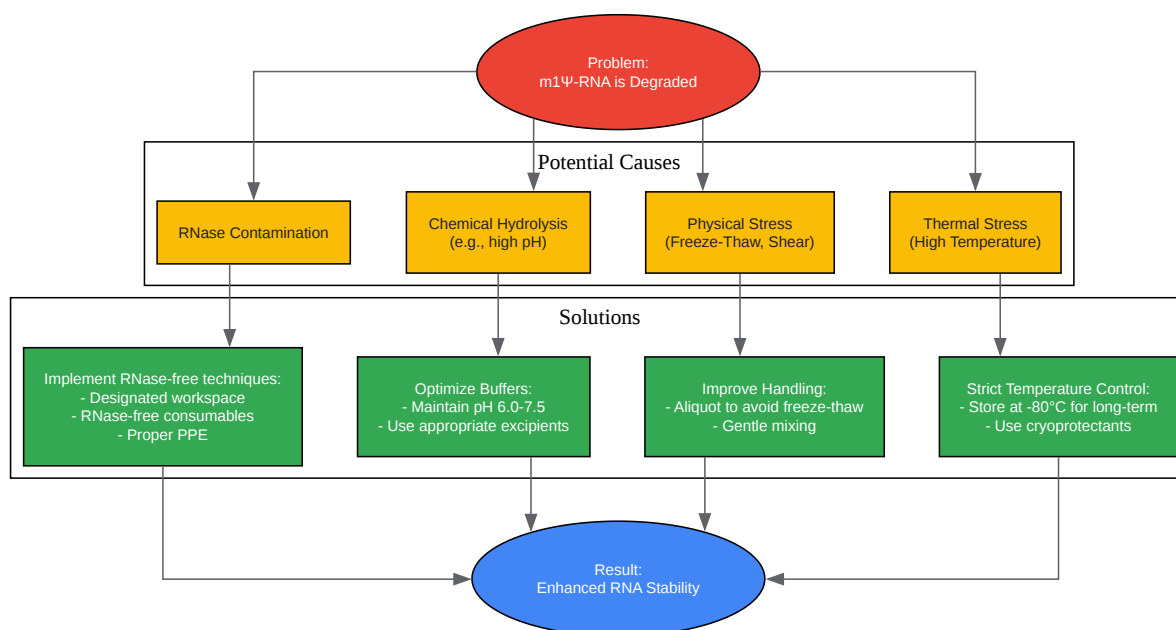 Problem:
m1Ψ-RNA is Degraded
Potential Causes
RNase Contamination
Chemical Hydrolysis
(e.g., high pH)
Physical Stress
(Freeze-Thaw, Shear)
Thermal Stress
(High Temperature)
Solutions
Implement RNase-free techniques:
- Designated workspace
- RNase-free consumables
- Proper PPE
Optimize Buffers:
- Maintain pH 6.0-7.5
- Use appropriate excipients
Improve Handling:
- Aliquot to avoid freeze-thaw
- Gentle mixing
Strict Temperature Control:
- Store at -80°C for long-term
- Use cryoprotectants
Result:
Enhanced RNA Stability